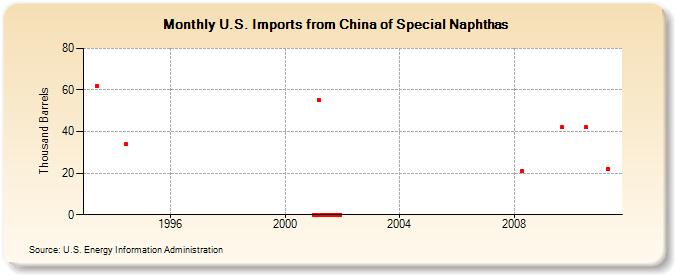 Monthly U.S. Imports from China of Special Naphthas
Thousand Barrels
80
60
40
20
0
1996 2000 2004 2008
Source: U.S. Energy Information Administration